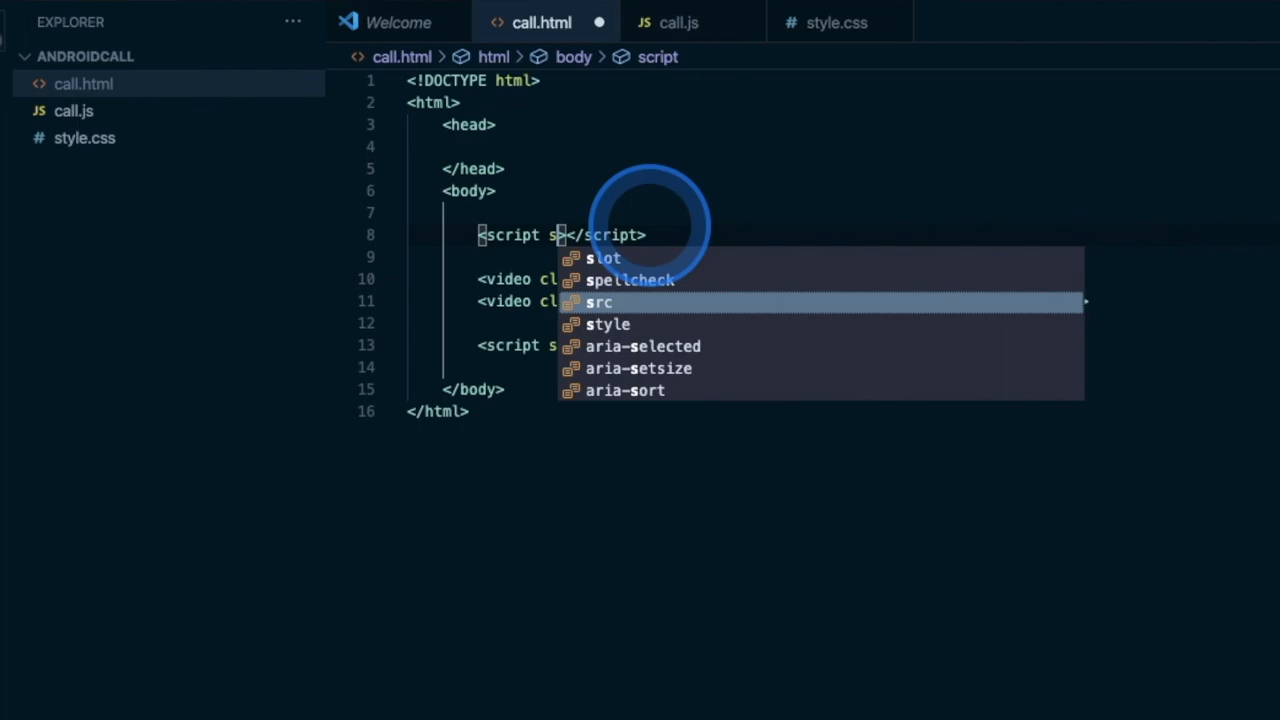 EXPLORER ···
ANDROIDCALL
call.html
JS call.js
# style.css
Welcome
<> call.html ●
JS call.js
# style.css
<> call.html > html > body > script
1 <!DOCTYPE html>
2 <html>
3 <head>
4
5 </head>
6 <body>
7
8 <script s></script>
9 slot
spellcheck
10 <video cl
11 <video cl src
12 style
13 <script s aria-selected
14 aria-setsize
15 </body> aria-sort
16 </html>